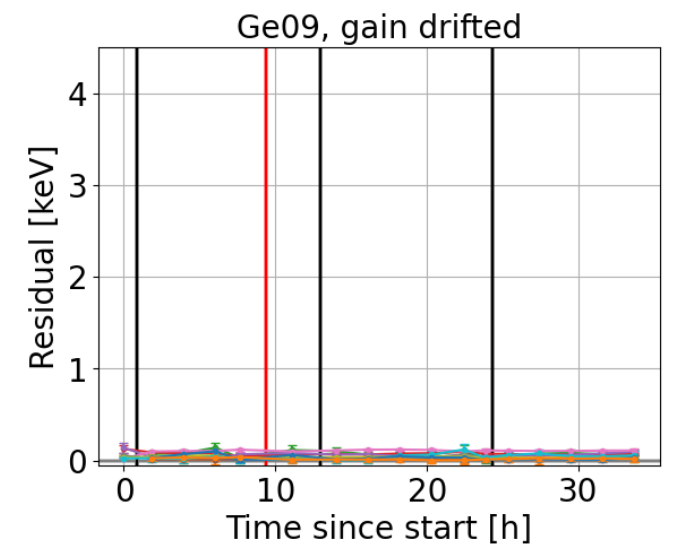 Ge09, gain drifted
Residual [keV]
4
3
2
1
0
0 10 20 30
Time since start [h]